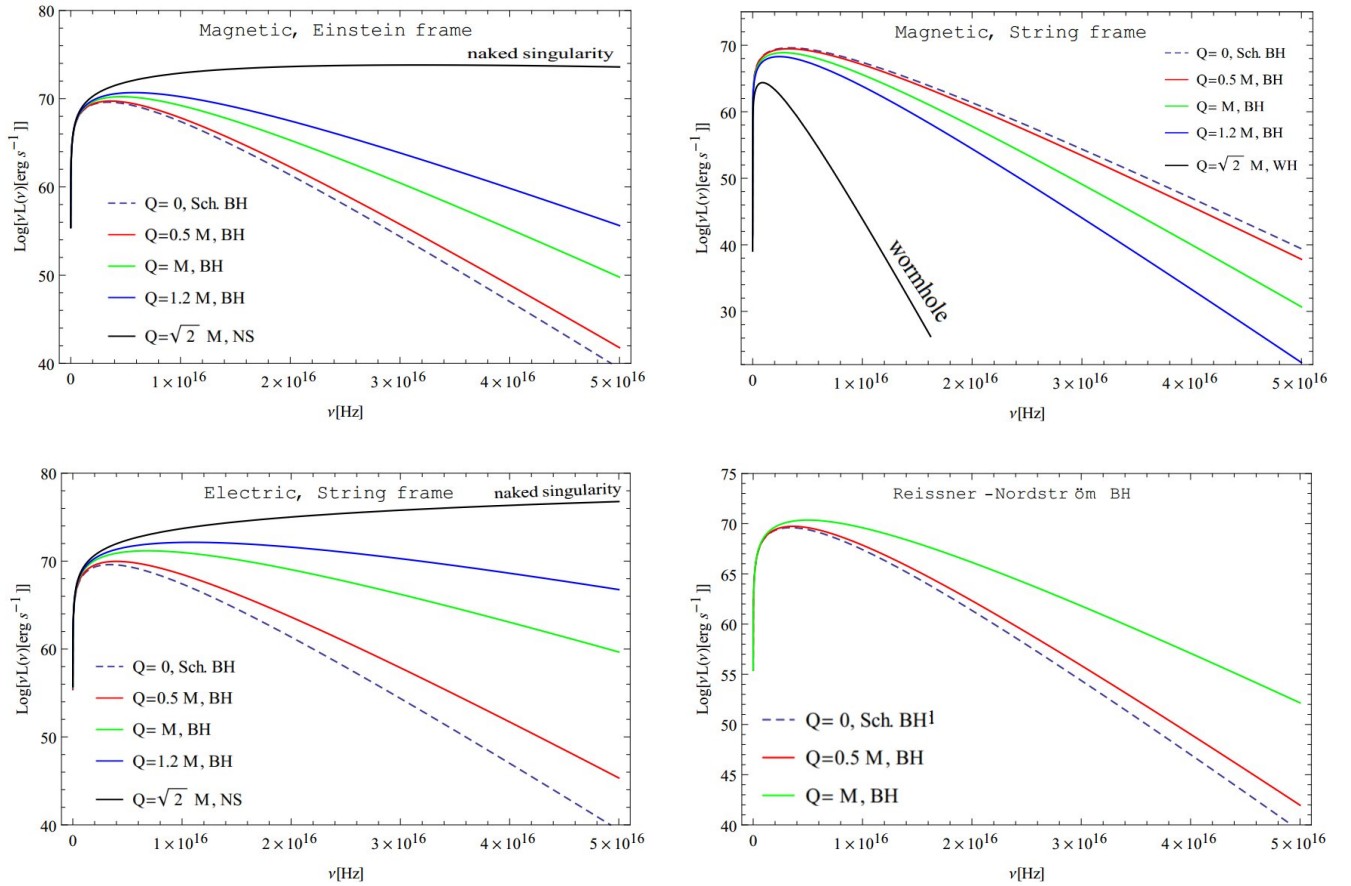 Magnetic, Einstein frame
naked singularity
80
70
60
50
40
Log[νL(ν)[erg s⁻¹ ]]
Q= 0, Sch. BH
Q=0.5 M, BH
Q= M, BH
Q=1.2 M, BH
Q=√2 M, NS
0
1×10¹⁶
2×10¹⁶
3×10¹⁶
4×10¹⁶
5×10¹⁶
ν[Hz]
Magnetic, String frame
70
60
50
40
30
Log[νL(ν)[erg s⁻¹ ]]
Q= 0, Sch. BH
Q=0.5 M, BH
Q= M, BH
Q=1.2 M, BH
Q=√2 M, WH
wormhole
0
1×10¹⁶
2×10¹⁶
3×10¹⁶
4×10¹⁶
5×10¹⁶
ν[Hz]
Electric, String frame
naked singularity
80
70
60
50
40
Log[νL(ν)[erg s⁻¹ ]]
Q= 0, Sch. BH
Q=0.5 M, BH
Q= M, BH
Q=1.2 M, BH
Q=√2 M, NS
0
1×10¹⁶
2×10¹⁶
3×10¹⁶
4×10¹⁶
5×10¹⁶
ν[Hz]
Reissner -Nordström BH
75
70
65
60
55
50
45
40
Log[νL(ν)[erg s⁻¹ ]]
Q= 0, Sch. BH1
Q=0.5 M, BH
Q= M, BH
0
1×10¹⁶
2×10¹⁶
3×10¹⁶
4×10¹⁶
5×10¹⁶
ν[Hz]